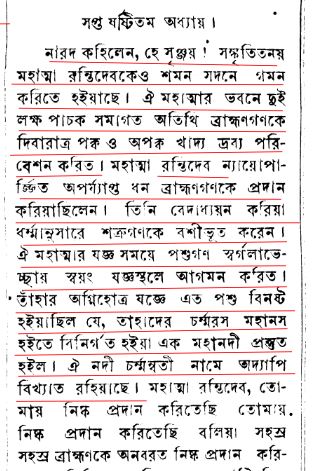 সপ্ত ষষ্টিতম অধ্যায়।
নারদ কহিলেন, হে সৃঞ্জয়! সঙ্কৃতিতনয়
মহাত্মা রন্তিদেবকেও শমন সদনে গমন
করিতে হইয়াছে। ঐ মহাত্মার ভবনে দুই
লক্ষ পাচক সমাগত অতিথি ব্রাহ্মণগণকে
দিবারাত্র পক্ব ও অপক্ব খাদ্য দ্রব্য পরি-
বেশন করিত। মহাত্মা রন্তিদেব ন্যায়োপা-
র্জ্জিত অপর্য্যাপ্ত ধন ব্রাহ্মণগণকে প্রদান
করিয়াছিলেন। তিনি বেদাধ্যয়ন করিয়া
ধর্ম্মানুসারে শত্রুগণকে বশীভূত করেন।
ঐ মহাত্মার যজ্ঞ সময়ে পশুগণ স্বর্গলাভে-
চ্ছায় স্বয়ং যজ্ঞস্থলে আগমন করিত।
তাঁহার অগ্নিহোত্র যজ্ঞে এত পশু বিনষ্ট
হইয়াছিল যে, তাহাদের চর্ম্মরস মহানস
হইতে বিনির্গত হইয়া এক মহানদী প্রস্তুত
হইল। ঐ নদী চর্ম্মণ্বতী নামে অদ্যাপি
বিখ্যাত রহিয়াছে। মহাত্মা রন্তিদেব, তো-
মায় নিষ্ক প্রদান করিতেছি তোমায়
নিষ্ক প্রদান করিতেছি বলিয়া সহস্র
সহস্র ব্রাহ্মণকে অনবরত নিষ্ক প্রদান করি-